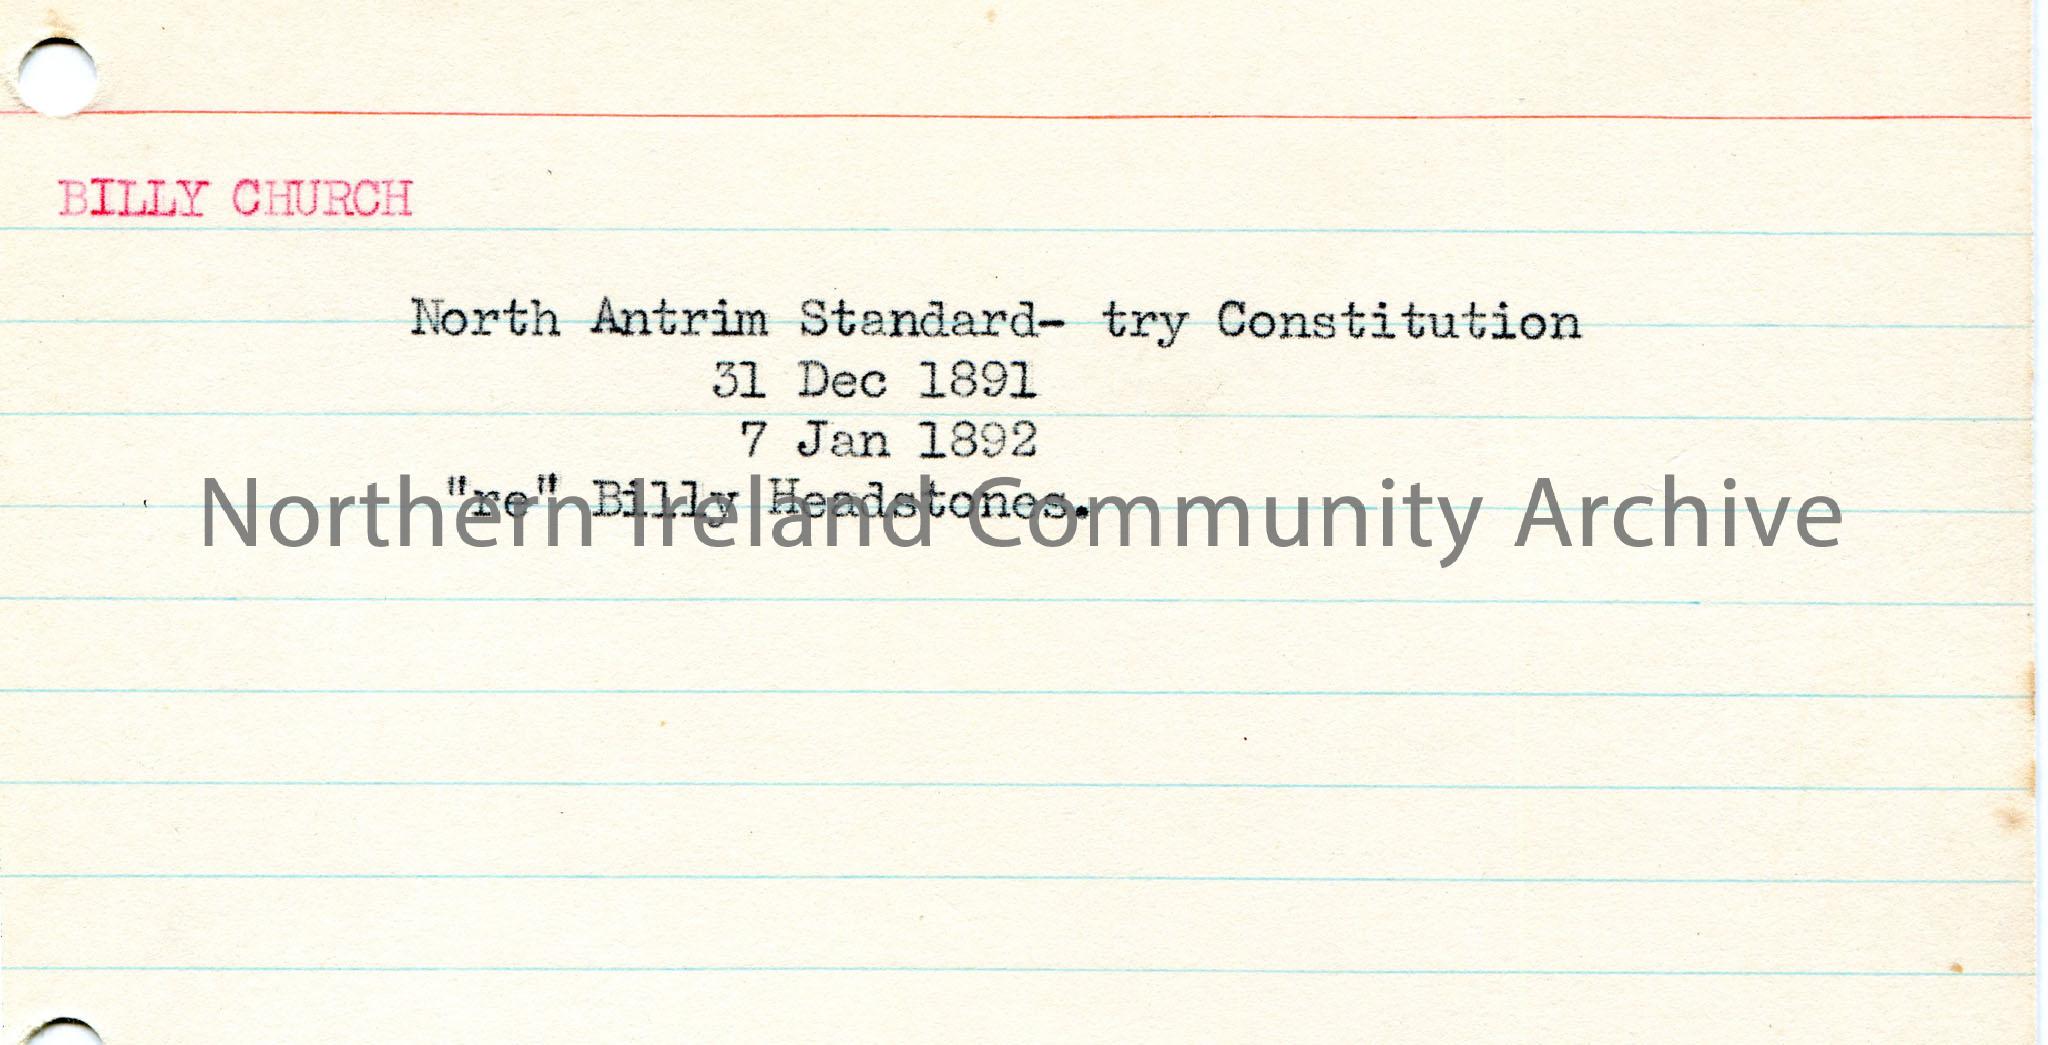 BILLY CHURCH
North Antrim Standard- try Constitution
31 Dec 1891
7 Jan 1892
"re" Billy Headstones.
Northern Ireland Community Archive